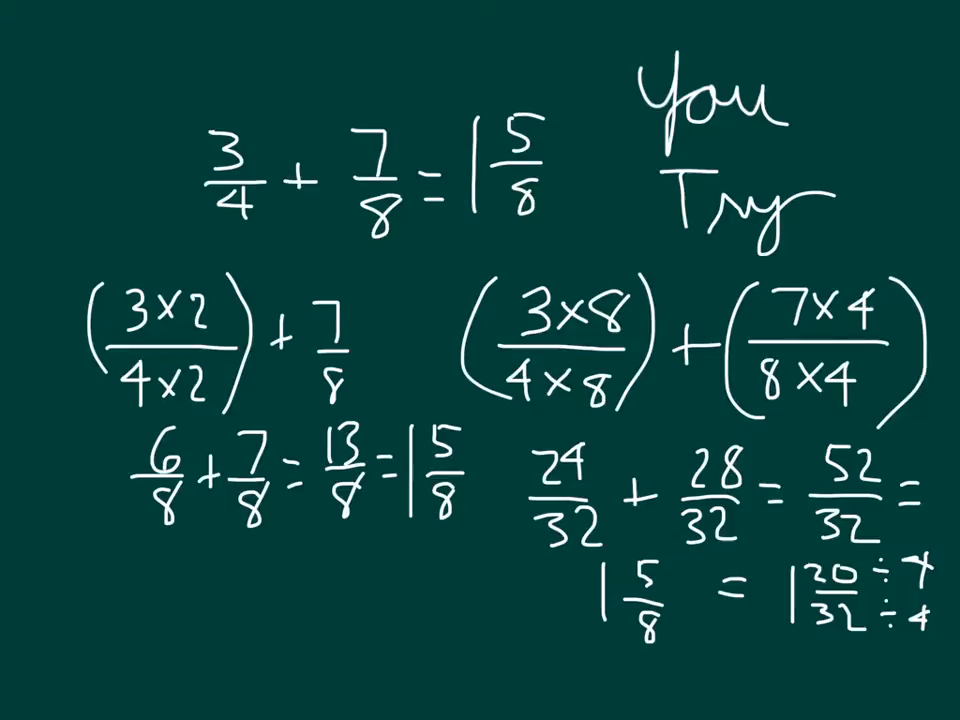 You
Try
3/4 + 7/8 = 1 5/8
(3 × 2 / 4 × 2) + 7/8
6/8 + 7/8 = 13/8 = 1 5/8
(3 × 8 / 4 × 8) + (7 × 4 / 8 × 4)
24/32 + 28/32 = 52/32 =
1 5/8 = 1 20 ÷ 4 / 32 ÷ 4